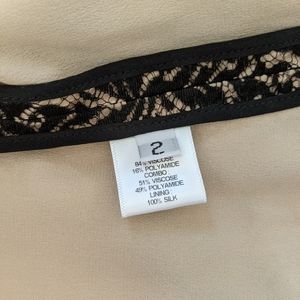 2
84% VISCOSE
16% POLYAMIDE
COMBO
51% VISCOSE
49% POLYAMIDE
LINING :
100% SILK